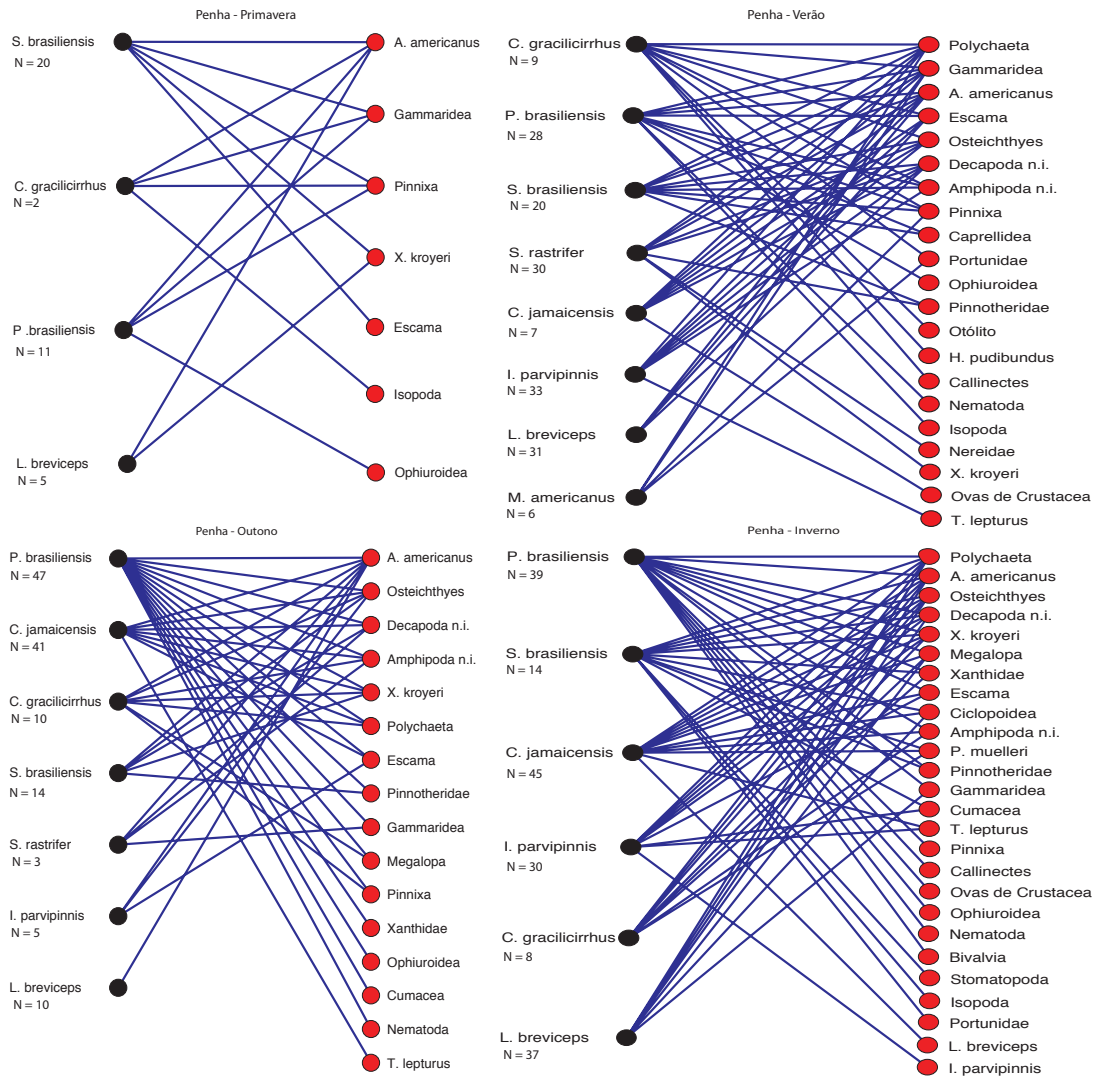 Penha - Primavera
S. brasiliensis
N = 20
C. gracilicirrhus
N =2
P .brasiliensis
N = 11
L. breviceps
N = 5
A. americanus
Gammaridea
Pinnixa
X. kroyeri
Escama
Isopoda
Ophiuroidea
Penha - Verão
C. gracilicirrhus
N = 9
P. brasiliensis
N = 28
S. brasiliensis
N = 20
S. rastrifer
N = 30
C. jamaicensis
N = 7
I. parvipinnis
N = 33
L. breviceps
N = 31
M. americanus
N = 6
Polychaeta
Gammaridea
A. americanus
Escama
Osteichthyes
Decapoda n.i.
Amphipoda n.i.
Pinnixa
Caprellidea
Portunidae
Ophiuroidea
Pinnotheridae
Otólito
H. pudibundus
Callinectes
Nematoda
Isopoda
Nereidae
X. kroyeri
Ovas de Crustacea
T. lepturus
Penha - Outono
P. brasiliensis
N = 47
C. jamaicensis
N = 41
C. gracilicirrhus
N = 10
S. brasiliensis
N = 14
S. rastrifer
N = 3
I. parvipinnis
N = 5
L. breviceps
N = 10
A. americanus
Osteichthyes
Decapoda n.i.
Amphipoda n.i.
X. kroyeri
Polychaeta
Escama
Pinnotheridae
Gammaridea
Megalopa
Pinnixa
Xanthidae
Ophiuroidea
Cumacea
Nematoda
T. lepturus
Penha - Inverno
P. brasiliensis
N = 39
S. brasiliensis
N = 14
C. jamaicensis
N = 45
I. parvipinnis
N = 30
C. gracilicirrhus
N = 8
L. breviceps
N = 37
Polychaeta
A. americanus
Osteichthyes
Decapoda n.i.
X. kroyeri
Megalopa
Xanthidae
Escama
Ciclopoidea
Amphipoda n.i.
P. muelleri
Pinnotheridae
Gammaridea
Cumacea
T. lepturus
Pinnixa
Callinectes
Ovas de Crustacea
Ophiuroidea
Nematoda
Bivalvia
Stomatopoda
Isopoda
Portunidae
L. breviceps
I. parvipinnis